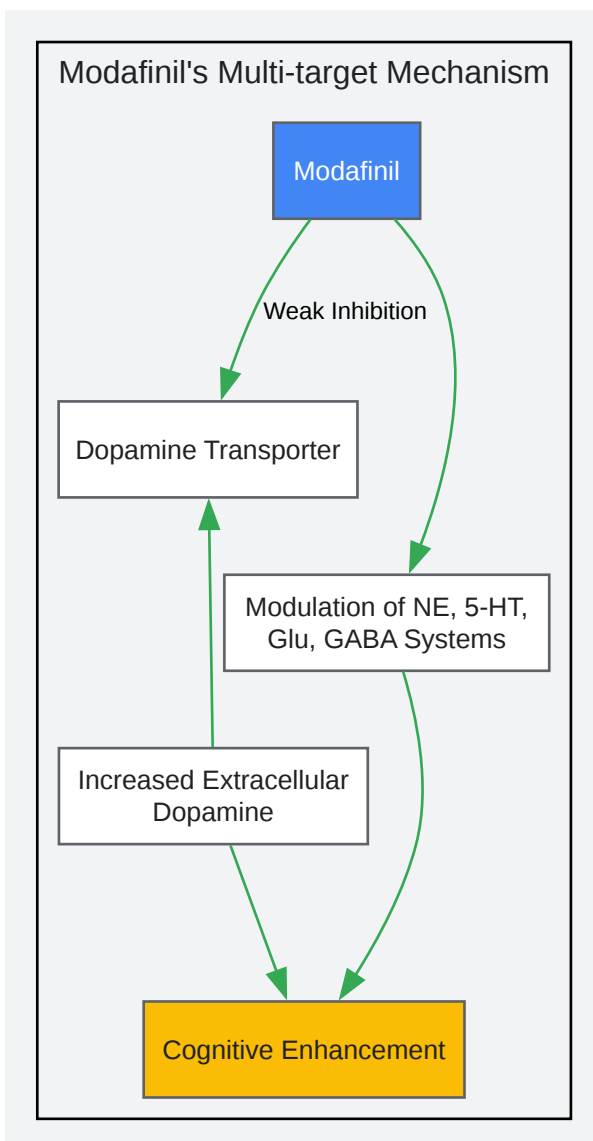 Modafinil's Multi-target Mechanism
Modafinil
Weak Inhibition
Dopamine Transporter
Modulation of NE, 5-HT,
Glu, GABA Systems
Increased Extracellular
Dopamine
Cognitive Enhancement